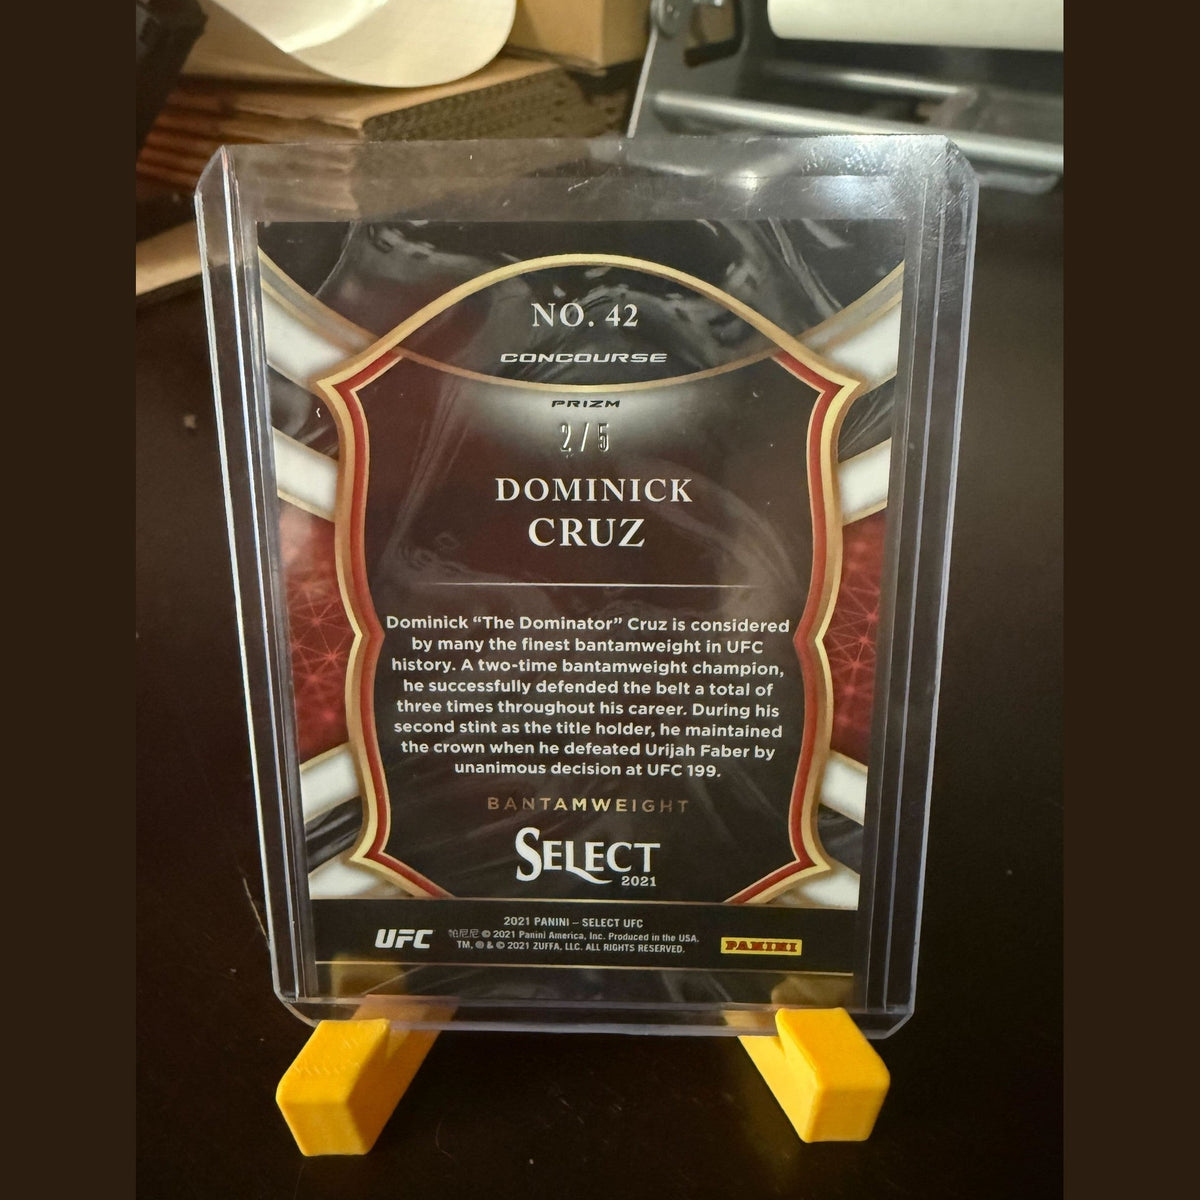 NO. 42
CONCOURSE
PRIZM
2/5
DOMINICK
CRUZ
Dominick “The Dominator” Cruz is considered
by many the finest bantamweight in UFC
history. A two-time bantamweight champion,
he successfully defended the belt a total of
three times throughout his career. During his
second stint as the title holder, he maintained
the crown when he defeated Urijah Faber by
unanimous decision at UFC 199.
BANTAMWEIGHT
SELECT
2021
2021 PANINI – SELECT UFC
UFC
帕尼尼 © 2021 Panini America, Inc. Produced in the USA.
TM, ® & © 2021 ZUFFA, LLC. ALL RIGHTS RESERVED.
PANINI